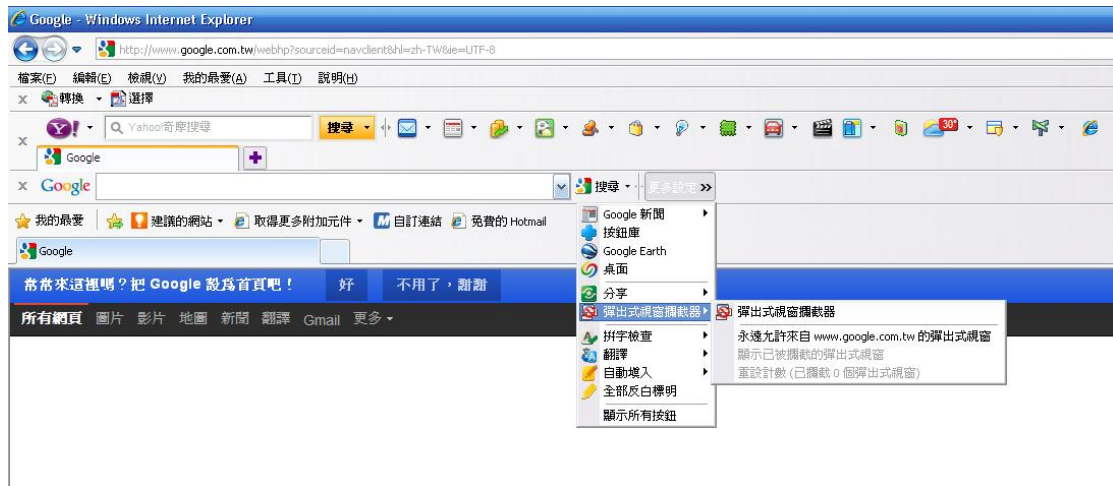 Google - Windows Internet Explorer
http://www.google.com.tw/webhp?sourceid=navclient&hl=zh-TW&ie=UTF-8
檔案(F) 編輯(E) 檢視(V) 我的最愛(A) 工具(T) 說明(H)
x 轉換 選擇
x Y! Yahoo!奇摩搜尋 搜尋 30°
Google
x Google 搜尋 更多設定 »
我的最愛 建議的網站 取得更多附加元件 自訂連結 免費的 Hotmail
Google
常常來這裡嗎？把 Google 設為首頁吧！ 好 不用了，謝謝
所有網頁 圖片 影片 地圖 新聞 翻譯 Gmail 更多
Google 新聞
按鈕庫
Google Earth
桌面
分享
彈出式視窗攔截器
拼字檢查
翻譯
自動填入
全部反白標明
顯示所有按鈕
彈出式視窗攔截器
永遠允許來自 www.google.com.tw 的彈出式視窗
顯示已被攔截的彈出式視窗
重設計數 (已攔截 0 個彈出式視窗)